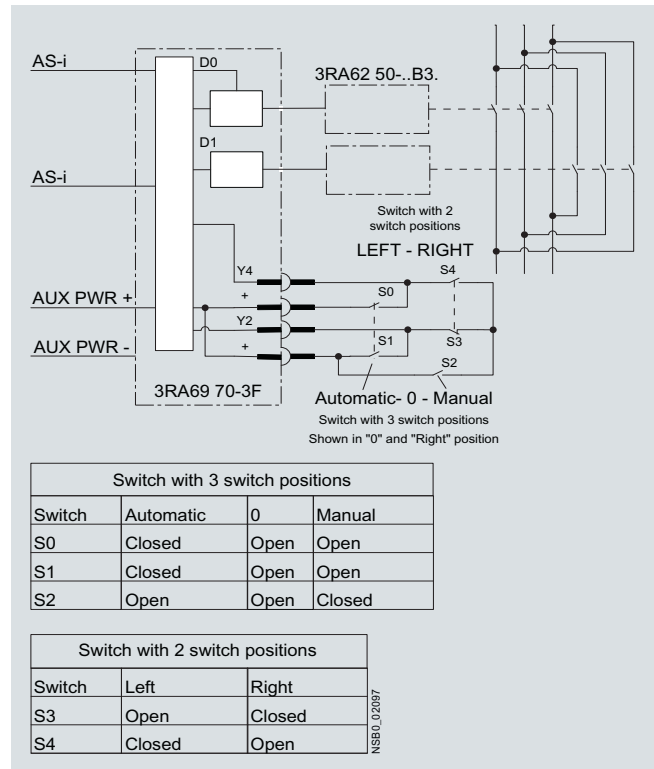 AS-i
D0
3RA62 50-..B3.
D1
AS-i
Switch with 2
switch positions
LEFT - RIGHT
Y4
S4
AUX PWR +
+
S0
Y2
S1
S3
AUX PWR -
+
S2
3RA69 70-3F
Automatic- 0 - Manual
Switch with 3 switch positions
Shown in "0" and "Right" position
Switch with 3 switch positions
Switch Automatic 0 Manual
S0 Closed Open Open
S1 Closed Open Open
S2 Open Open Closed
Switch with 2 switch positions
Switch Left Right
S3 Open Closed
S4 Closed Open
NSB0_02097